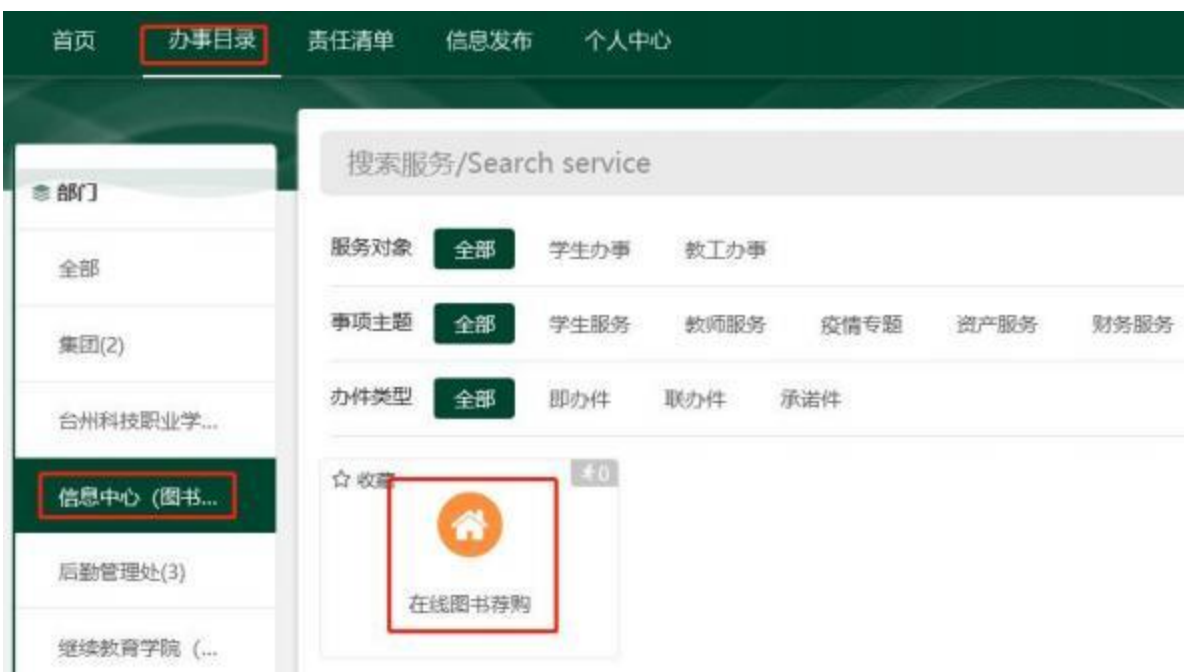 首页 办事目录 责任清单 信息发布 个人中心
搜索服务/Search service
部门
全部
集团(2)
台州科技职业学...
信息中心（图书...
后勤管理处(3)
继续教育学院（...
服务对象 全部 学生办事 教工办事
事项主题 全部 学生服务 教师服务 疫情专题 资产服务 财务服务
办件类型 全部 即办件 联办件 承诺件
收藏 0
在线图书荐购